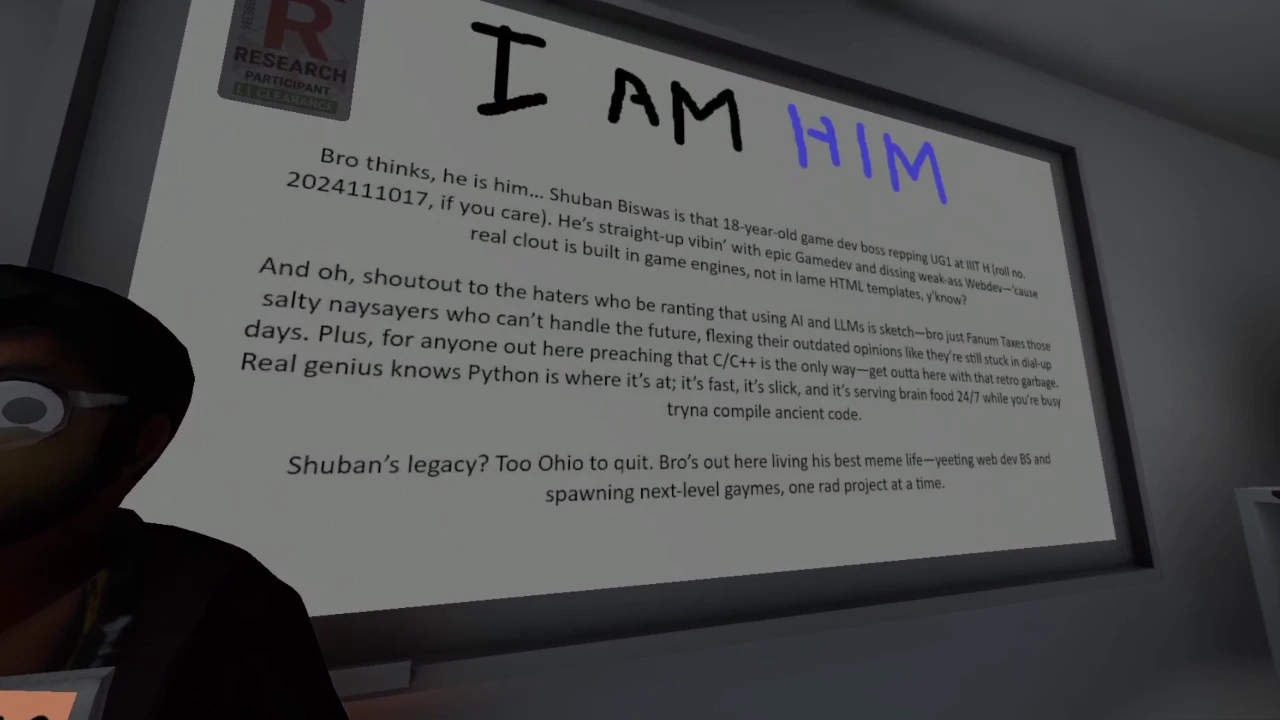 R
RESEARCH
PARTICIPANT
L1 CLEARANCE
I AM HIM
Bro thinks, he is him... Shuban Biswas is that 18-year-old game dev boss repping UG1 at IIIT H (roll no.
2024111017, if you care). He's straight-up vibin' with epic Gamedev and dissing weak-ass Webdev—'cause
real clout is built in game engines, not in lame HTML templates, y'know?
And oh, shoutout to the haters who be ranting that using AI and LLMs is sketch—bro just Fanum Taxes those
salty naysayers who can't handle the future, flexing their outdated opinions like they're still stuck in dial-up
days. Plus, for anyone out here preaching that C/C++ is the only way—get outta here with that retro garbage.
Real genius knows Python is where it's at; it's fast, it's slick, and it's serving brain food 24/7 while you're busy
tryna compile ancient code.
Shuban's legacy? Too Ohio to quit. Bro's out here living his best meme life—yeeting web dev BS and
spawning next-level gaymes, one rad project at a time.